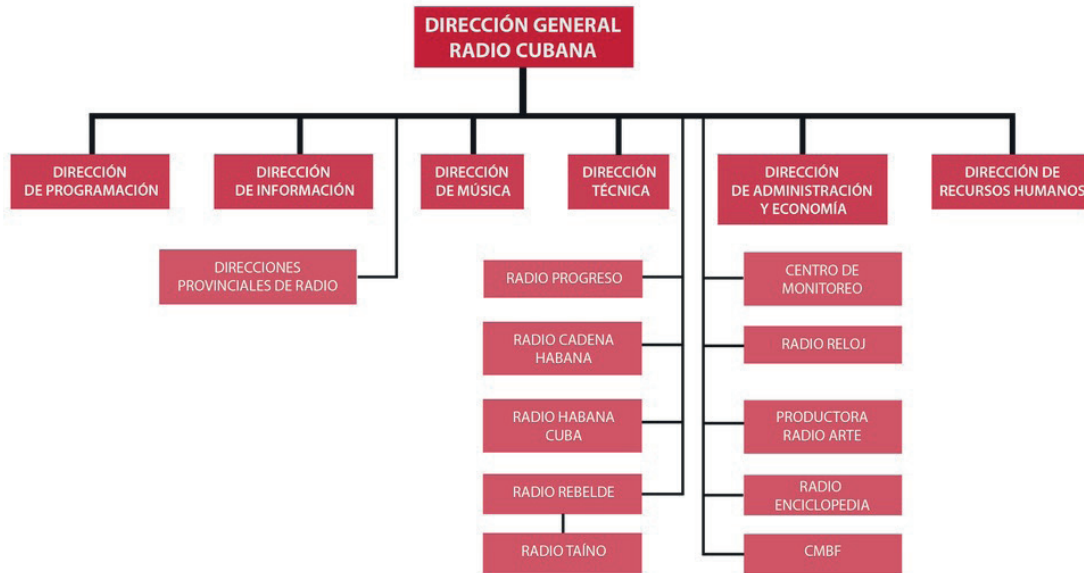 DIRECCIÓN GENERAL
RADIO CUBANA
DIRECCIÓN
DE PROGRAMACIÓN
DIRECCIÓN
DE INFORMACIÓN
DIRECCIÓN
DE MÚSICA
DIRECCIÓN
TÉCNICA
DIRECCIÓN
DE ADMINISTRACIÓN
Y ECONOMÍA
DIRECCIÓN DE
RECURSOS HUMANOS
DIRECCIONES
PROVINCIALES DE RADIO
RADIO PROGRESO
RADIO CADENA
HABANA
RADIO HABANA
CUBA
RADIO REBELDE
RADIO TAÍNO
CENTRO DE
MONITOREO
RADIO RELOJ
PRODUCTORA
RADIO ARTE
RADIO
ENCICLOPEDIA
CMBF